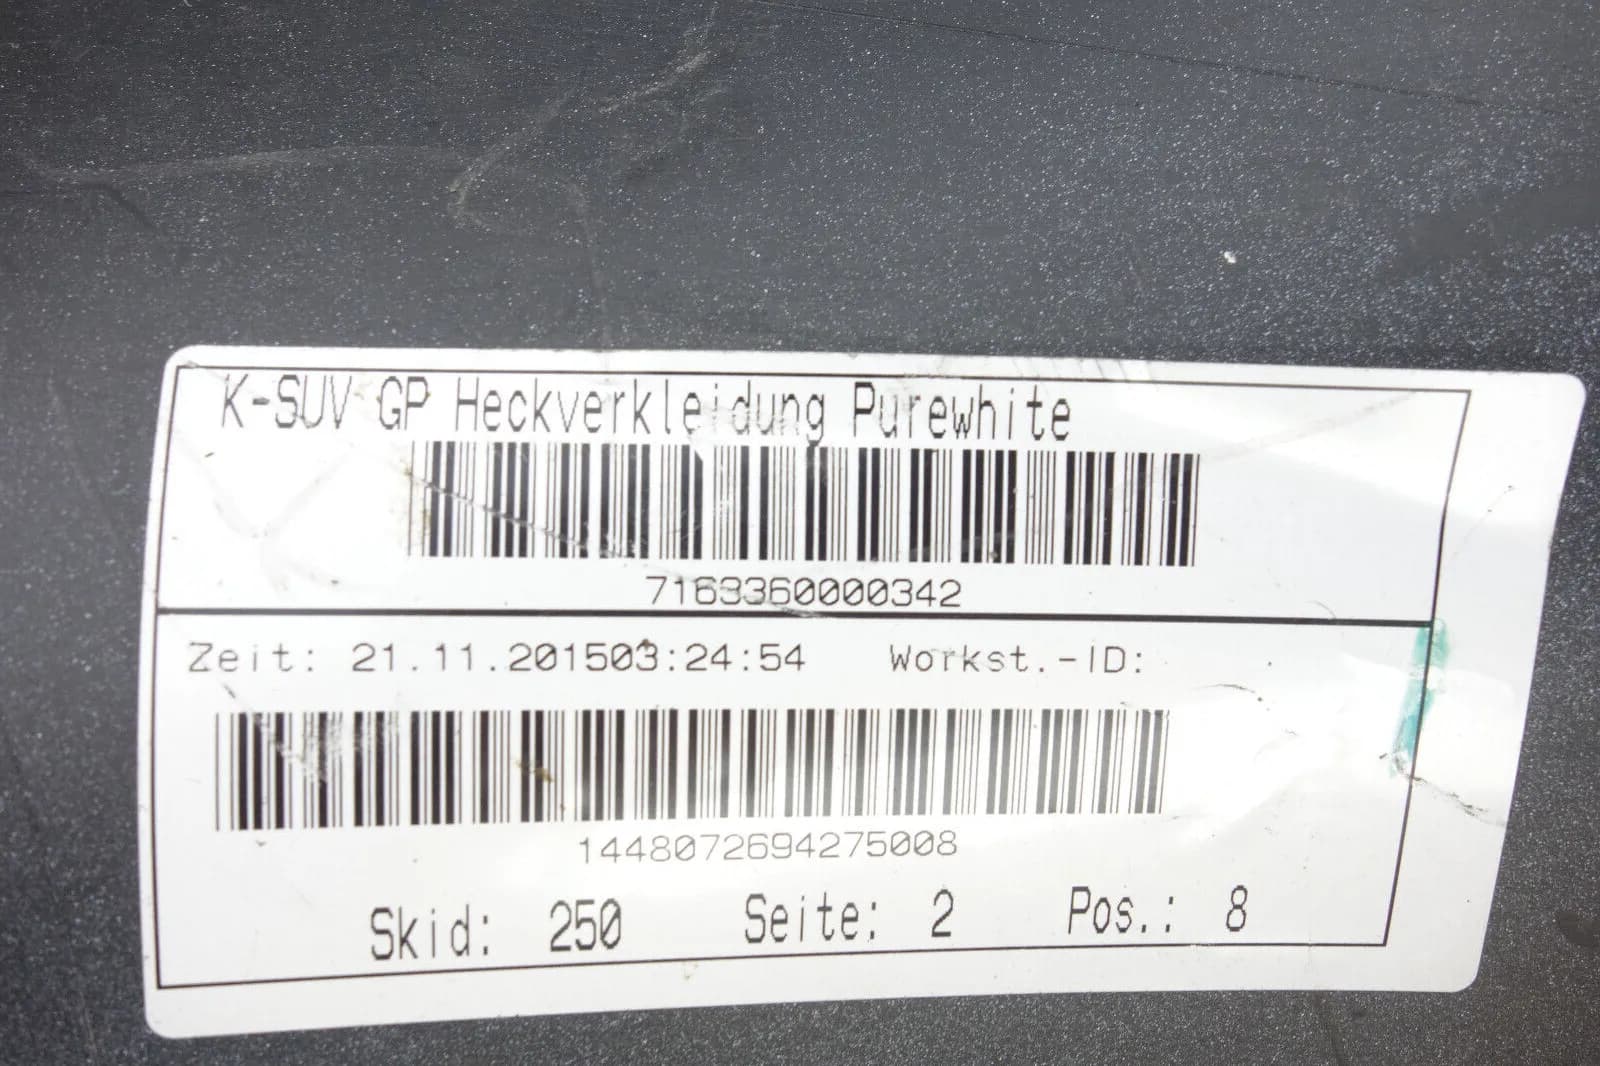 K-SUV GP Heckverkleidung Purewhite
7163360000342
Zeit: 21.11.201503:24:54 Workst.-ID:
1448072694275008
Skid: 250 Seite: 2 Pos.: 8